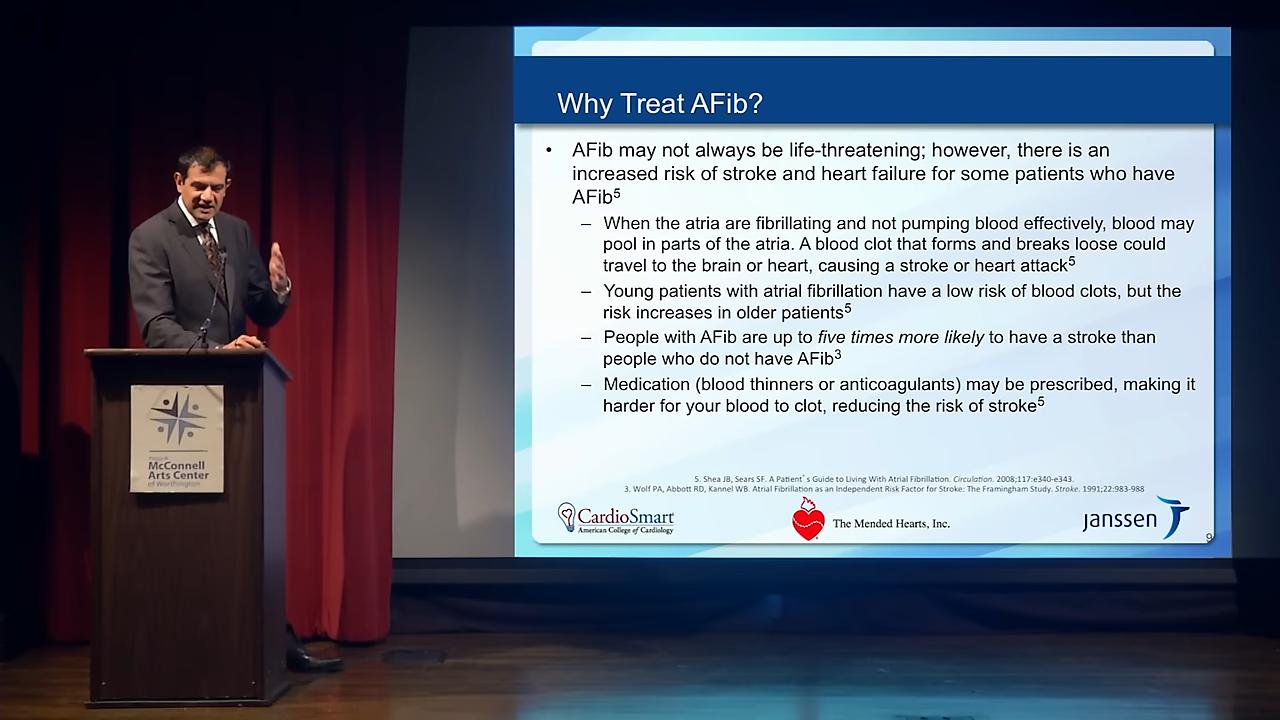 Why Treat AFib?
• AFib may not always be life-threatening; however, there is an
increased risk of stroke and heart failure for some patients who have
AFib5
– When the atria are fibrillating and not pumping blood effectively, blood may
pool in parts of the atria. A blood clot that forms and breaks loose could
travel to the brain or heart, causing a stroke or heart attack5
– Young patients with atrial fibrillation have a low risk of blood clots, but the
risk increases in older patients5
– People with AFib are up to five times more likely to have a stroke than
people who do not have AFib3
– Medication (blood thinners or anticoagulants) may be prescribed, making it
harder for your blood to clot, reducing the risk of stroke5
5. Shea JB, Sears SF. A Patient's Guide to Living With Atrial Fibrillation. Circulation. 2008;117:e340-e343.
3. Wolf PA, Abbott RD, Kannel WB. Atrial Fibrillation as an Independent Risk Factor for Stroke: The Framingham Study. Stroke. 1991;22:983-988
CardioSmart
American College of Cardiology
The Mended Hearts, Inc.
janssen
9
McConnell
Arts Center
of Worthington